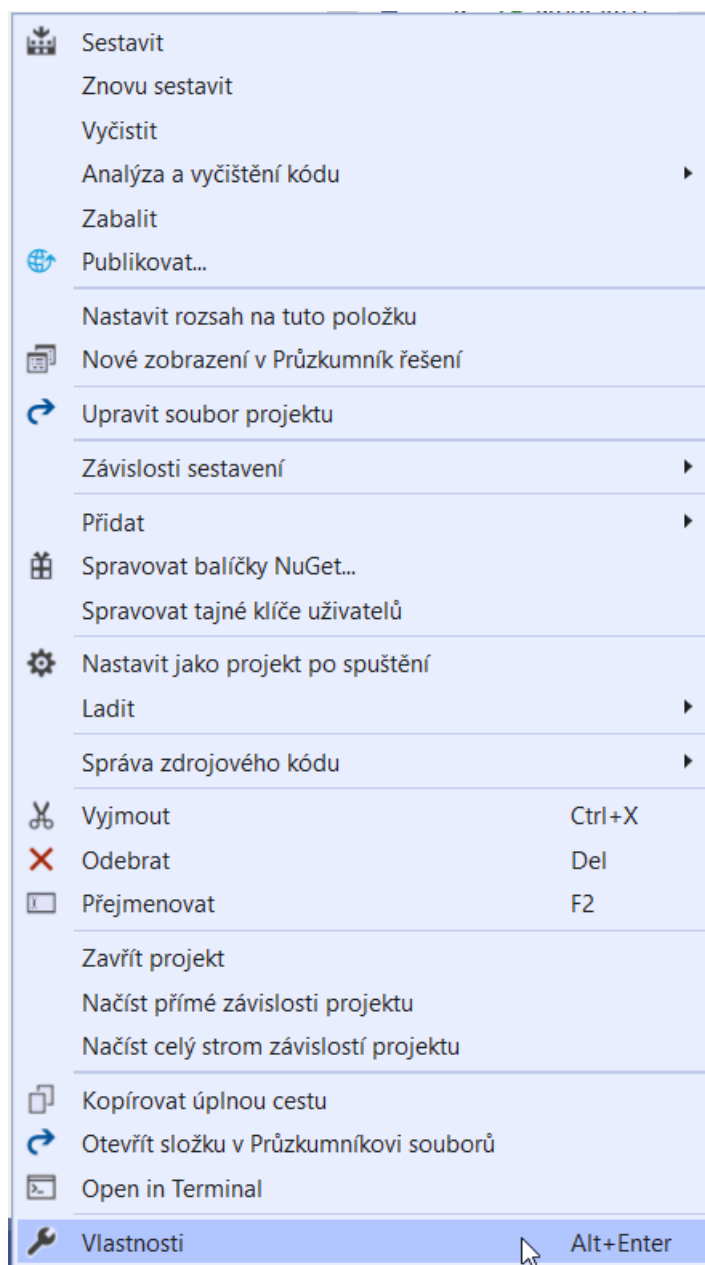 Sestavit
Znovu sestavit
Vyčistit
Analýza a vyčištění kódu
Zabalit
Publikovat...
Nastavit rozsah na tuto položku
Nové zobrazení v Průzkumník řešení
Upravit soubor projektu
Závislosti sestavení
Přidat
Spravovat balíčky NuGet...
Spravovat tajné klíče uživatelů
Nastavit jako projekt po spuštění
Ladit
Správa zdrojového kódu
Vyjmout Ctrl+X
Odebrat Del
Přejmenovat F2
Zavřít projekt
Načíst přímé závislosti projektu
Načíst celý strom závislostí projektu
Kopírovat úplnou cestu
Otevřít složku v Průzkumníkovi souborů
Open in Terminal
Vlastnosti Alt+Enter